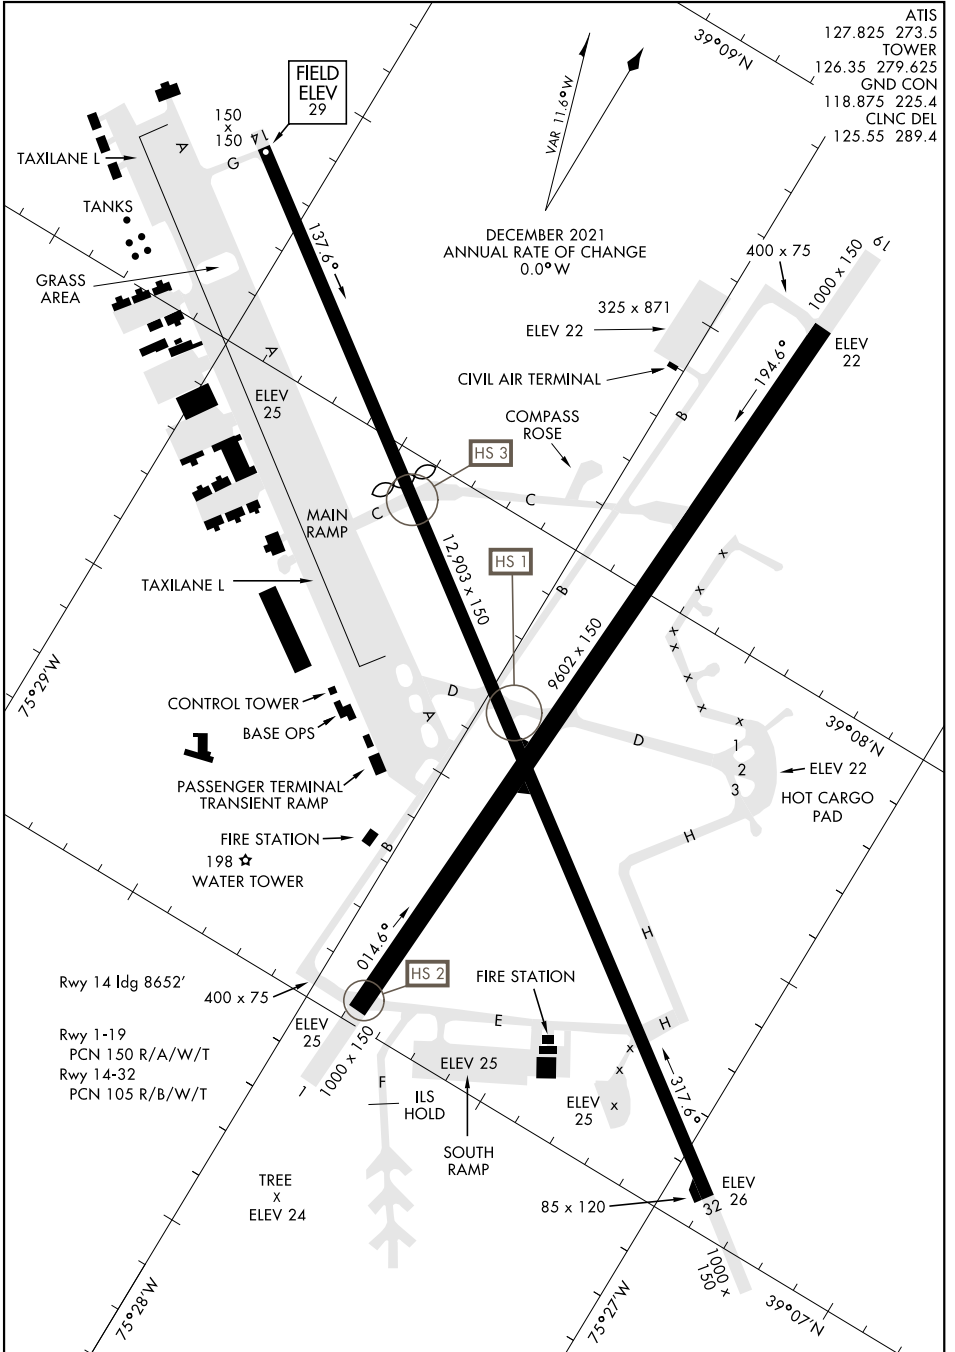 ATIS
127.825 273.5
TOWER
126.35 279.625
GND CON
118.875 225.4
CLNC DEL
125.55 289.4
39°09'N
FIELD
ELEV
29
VAR 11.6°W
150
x
150
14
A
G
TAXILANE L
TANKS
137.6°
DECEMBER 2021
ANNUAL RATE OF CHANGE
0.0° W
400 x 75
1000 x 150
19
GRASS
AREA
325 x 871
ELEV 22
ELEV
22
194.6°
A
CIVIL AIR TERMINAL
ELEV
25
B
COMPASS
ROSE
HS 3
C
C
MAIN
RAMP
12,903 x 150
HS 1
x
TAXILANE L
B
x
9602 x 150
x
x
75°29'W
x
x
D
CONTROL TOWER
A
BASE OPS
D
39°08'N
1
2
3
ELEV 22
HOT CARGO
PAD
PASSENGER TERMINAL
TRANSIENT RAMP
FIRE STATION
B
H
198
WATER TOWER
014.6°
H
HS 2
FIRE STATION
Rwy 14 ldg 8652'
400 x 75
E
H
ELEV
25
Rwy 1-19
PCN 150 R/A/W/T
Rwy 14-32
PCN 105 R/B/W/T
1
1000 x 150
ELEV 25
x
x
F
ILS
HOLD
ELEV
25
x
317.6°
SOUTH
RAMP
TREE
x
ELEV 24
85 x 120
32
ELEV
26
1000 x
150
75°28'W
75°27'W
39°07'N